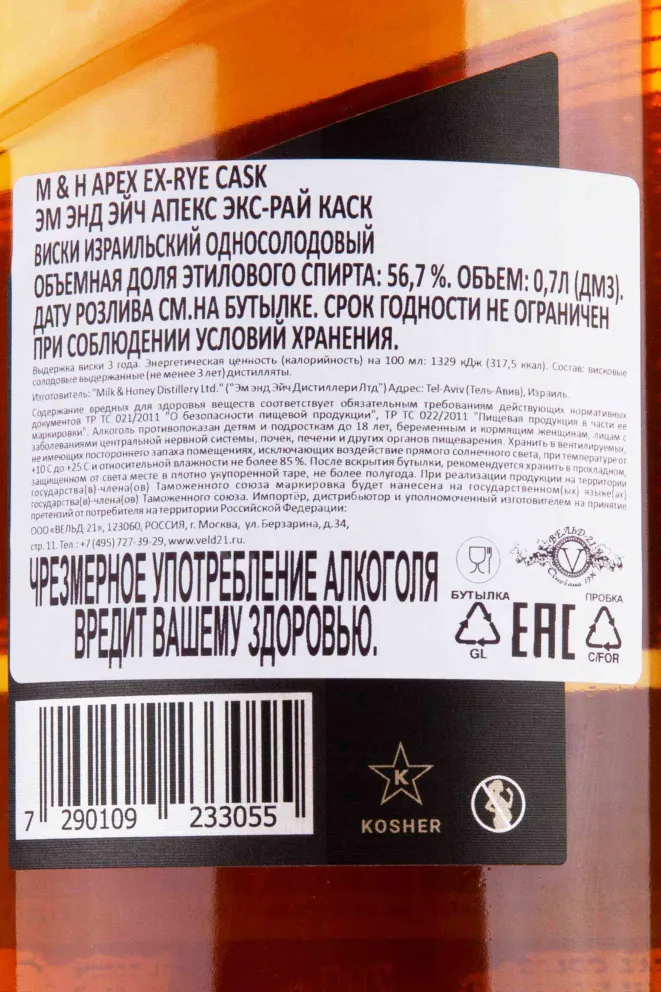 M & H APEX EX-RYE CASK
ЭМ ЭНД ЭЙЧ АПЕКС ЭКС-РАЙ КАСК
ВИСКИ ИЗРАИЛЬСКИЙ ОДНОСОЛОДОВЫЙ
ОБЪЕМНАЯ ДОЛЯ ЭТИЛОВОГО СПИРТА: 56,7 %. ОБЪЕМ: 0,7Л (ДМ3).
ДАТУ РОЗЛИВА СМ.НА БУТЫЛКЕ. СРОК ГОДНОСТИ НЕ ОГРАНИЧЕН
ПРИ СОБЛЮДЕНИИ УСЛОВИЙ ХРАНЕНИЯ.
Выдержка виски 3 года. Энергетическая ценность (калорийность) на 100 мл: 1329 кДж (317,5 ккал). Состав: висковые
солодовые выдержанные (не менее 3 лет) дистилляты.
Изготовитель: "Milk & Honey Distillery Ltd." ("Эм энд Эйч Дистиллери Лтд") Адрес: Tel-Aviv (Тель-Авив), Израиль.
Содержание вредных для здоровья веществ соответствует обязательным требованиям действующих нормативных
документов ТР ТС 021/2011 "О безопасности пищевой продукции", ТР ТС 022/2011 "Пищевая продукция в части ее
маркировки". Алкоголь противопоказан детям и подросткам до 18 лет, беременным и кормящим женщинам, лицам с
заболеваниями центральной нервной системы, почек, печени и других органов пищеварения. Хранить в вентилируемых,
не имеющих постороннего запаха помещениях, исключающих воздействие прямого солнечного света, при температуре от
+10 С до +25 С и относительной влажности не более 85 %. После вскрытия бутылки, рекомендуется хранить в прохладном,
защищенном от света месте в плотно укупоренной таре, не более полугода. При реализации продукции на территории
государства(в)-члена(ов) Таможенного союза маркировка будет нанесена на государственном(ых) языке(ах)
государства(в)-члена(ов) Таможенного союза. Импортёр, дистрибьютор и уполномоченный изготовителем на принятие
претензий от потребителя на территории Российской Федерации:
ООО «ВЕЛЬД 21», 123060, РОССИЯ, г. Москва, ул. Берзарина, д.34,
стр. 11. Тел.: +7 (495) 727-39-29, www.veld21.ru.
ЧРЕЗМЕРНОЕ УПОТРЕБЛЕНИЕ АЛКОГОЛЯ
ВРЕДИТ ВАШЕМУ ЗДОРОВЬЮ.
ВЕЛЬД-21
V
БУТЫЛКА
ПРОБКА
EAC
GL
C/FOR
7 290109 233055
K
KOSHER